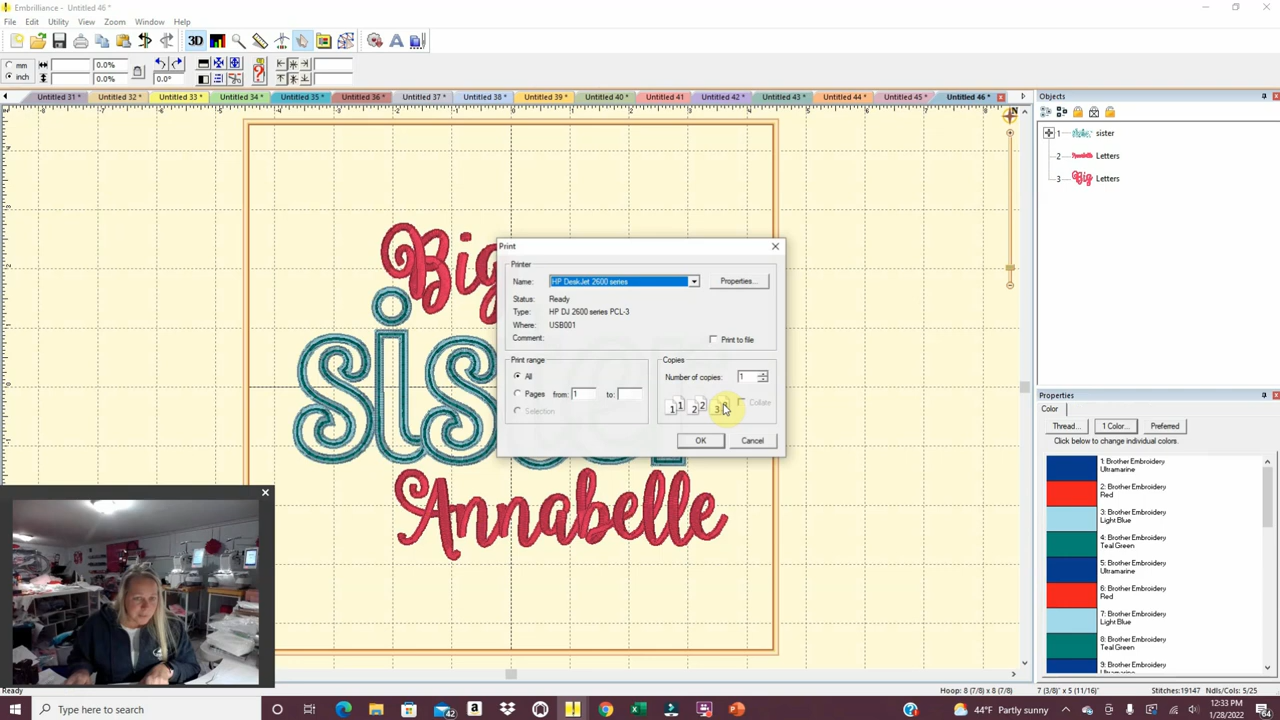 Embrilliance - Untitled 46 *
File Edit Utility View Zoom Window Help
3D
mm
inch
0.0%
0.0%
0.0°
Untitled 31 * Untitled 32 * Untitled 33 * Untitled 34 * Untitled 35 * Untitled 36 * Untitled 37 * Untitled 38 * Untitled 39 * Untitled 40 * Untitled 41 Untitled 42 * Untitled 43 * Untitled 44 * Untitled 45 * Untitled 46 *
N
Objects
1 sister
2 Letters
3 Big Letters
Big
Annabelle
Print
Printer
Name: HP DeskJet 2600 series Properties...
Status: Ready
Type: HP DJ 2600 series PCL-3
Where: USB001
Comment: Print to file
Print range
All
Pages from: 1 to:
Selection
Copies
Number of copies: 1
1 1 2 2 3
Collate
OK Cancel
Properties
Color
Thread... 1 Color... Preferred
Click below to change individual colors.
1: Brother Embroidery
Ultramarine
2: Brother Embroidery
Red
3: Brother Embroidery
Light Blue
4: Brother Embroidery
Teal Green
5: Brother Embroidery
Ultramarine
6: Brother Embroidery
Red
7: Brother Embroidery
Light Blue
8: Brother Embroidery
Teal Green
9: Brother Embroidery
Ready
Hoop: 8 (7/8) x 8 (7/8) 7 (3/8)" x 5 (11/16)" Stitches:19147 Ndls/Cols: 5/25
Type here to search
42
44°F Partly sunny
12:33 PM
1/28/2022
64